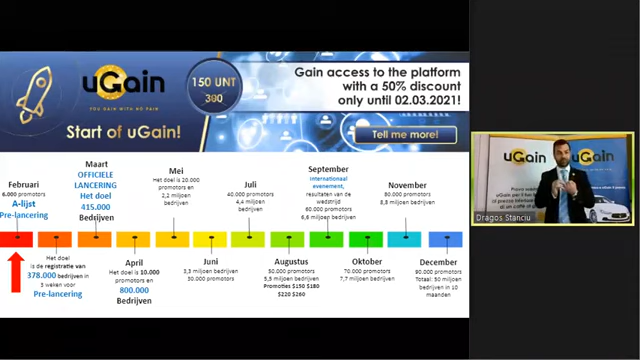 uGain
YOU GAIN WITH NO PAIN
Start of uGain!
150 UNT
300
Gain access to the platform
with a 50% discount
only until 02.03.2021!
Tell me more!
Februari
6.000 promotors
A-lijst
Pre-lancering
Het doel
is de registratie van
378.000 bedrijven in
3 weken voor
Pre-lancering
Maart
OFFICIELE
LANCERING
Het doel
415.000
Bedrijven
April
Het doel is 10.000
promotors en
800.000
Bedrijven
Mei
Het doel is 20.000
promotors en
2,2 miljoen
bedrijven
Juni
3,3 miljoen bedrijven
30.000 promotors
Juli
40.000 promotors
4,4 miljoen
bedrijven
Augustus
50.000 promotors
5,5 miljoen bedrijven
Promoties $150 $180
$220 $260
September
Internationaal
evenement,
resultaten van de
wedstrijd
60.000 promotors
6,6 miljoen bedrijven
Oktober
70.000 promotors
7,7 miljoen bedrijven
November
80.000 promotors
8,8 miljoen bedrijven
December
90.000 promotors
Totaal: 50 miljoen
bedrijven in 10
maanden
uGain
uGain
Dragos Stanciu